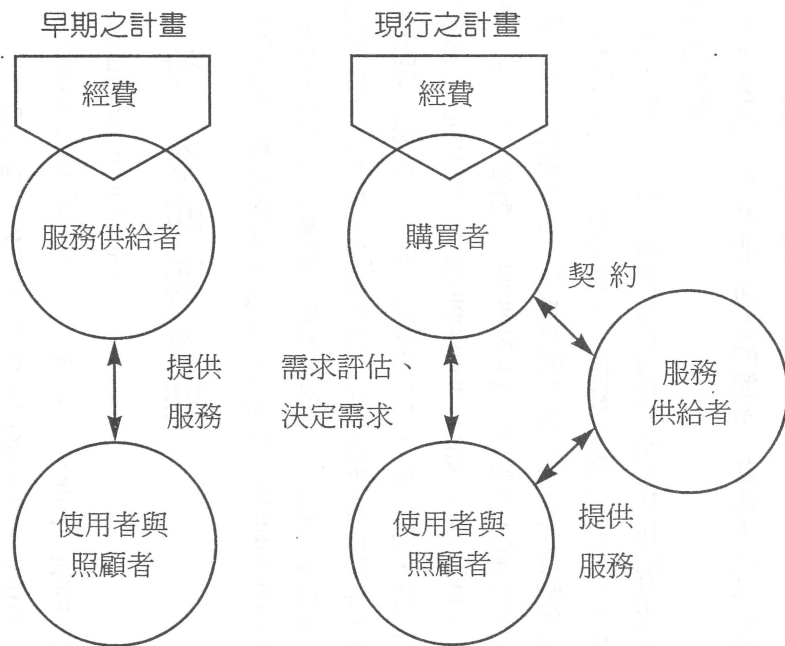 早期之計畫
經費
服務供給者
提供
服務
使用者與
照顧者
現行之計畫
經費
購買者
契約
需求評估、
決定需求
服務
供給者
使用者與
照顧者
提供
服務